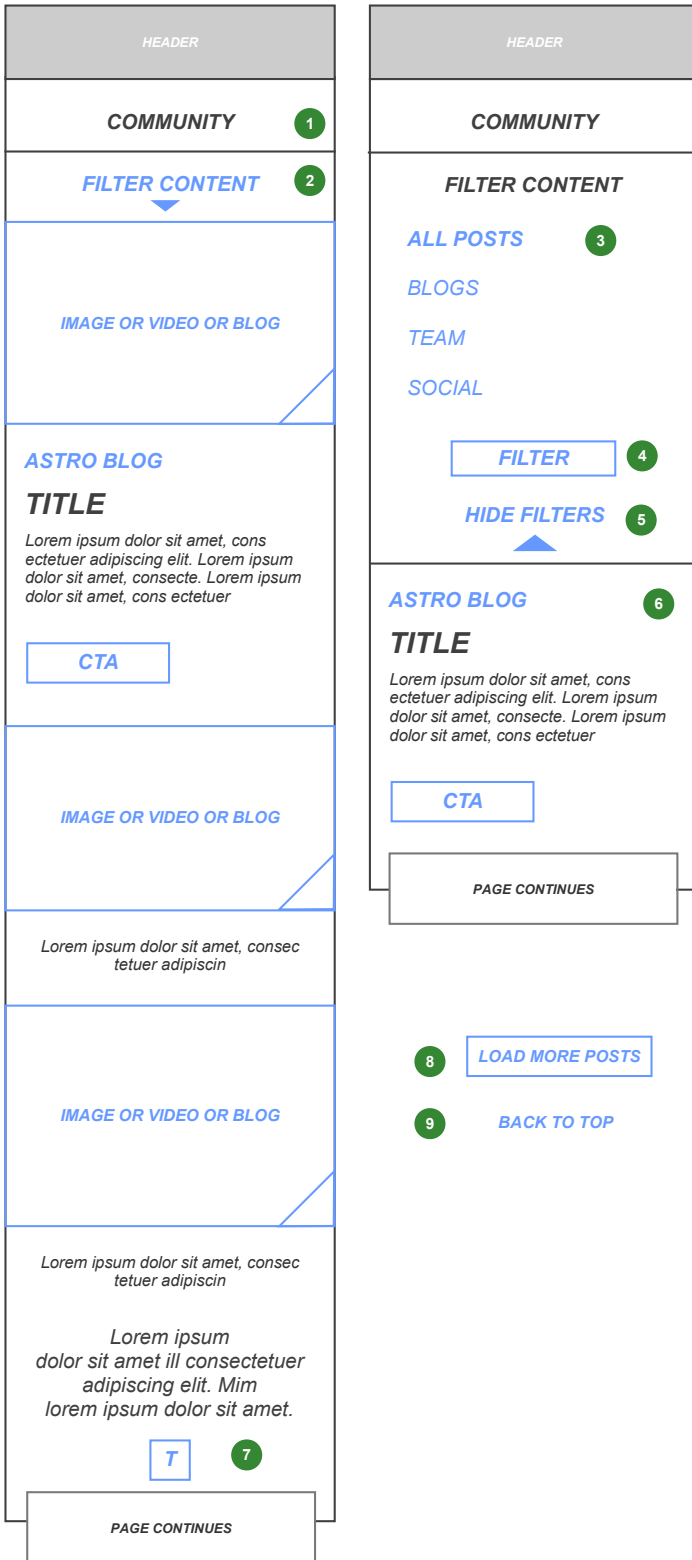 HEADER
COMMUNITY
1
FILTER CONTENT
2
IMAGE OR VIDEO OR BLOG
ASTRO BLOG
TITLE
Lorem ipsum dolor sit amet, cons
ectetuer adipiscing elit. Lorem ipsum
dolor sit amet, consecte. Lorem ipsum
dolor sit amet, cons ectetuer
CTA
IMAGE OR VIDEO OR BLOG
Lorem ipsum dolor sit amet, consec
tetuer adipiscin
IMAGE OR VIDEO OR BLOG
Lorem ipsum dolor sit amet, consec
tetuer adipiscin
Lorem ipsum
dolor sit amet ill consectetuer
adipiscing elit. Mim
lorem ipsum dolor sit amet.
T
7
PAGE CONTINUES
HEADER
COMMUNITY
FILTER CONTENT
ALL POSTS
3
BLOGS
TEAM
SOCIAL
FILTER
4
HIDE FILTERS
5
ASTRO BLOG
6
TITLE
Lorem ipsum dolor sit amet, cons
ectetuer adipiscing elit. Lorem ipsum
dolor sit amet, consecte. Lorem ipsum
dolor sit amet, cons ectetuer
CTA
PAGE CONTINUES
8
LOAD MORE POSTS
9
BACK TO TOP